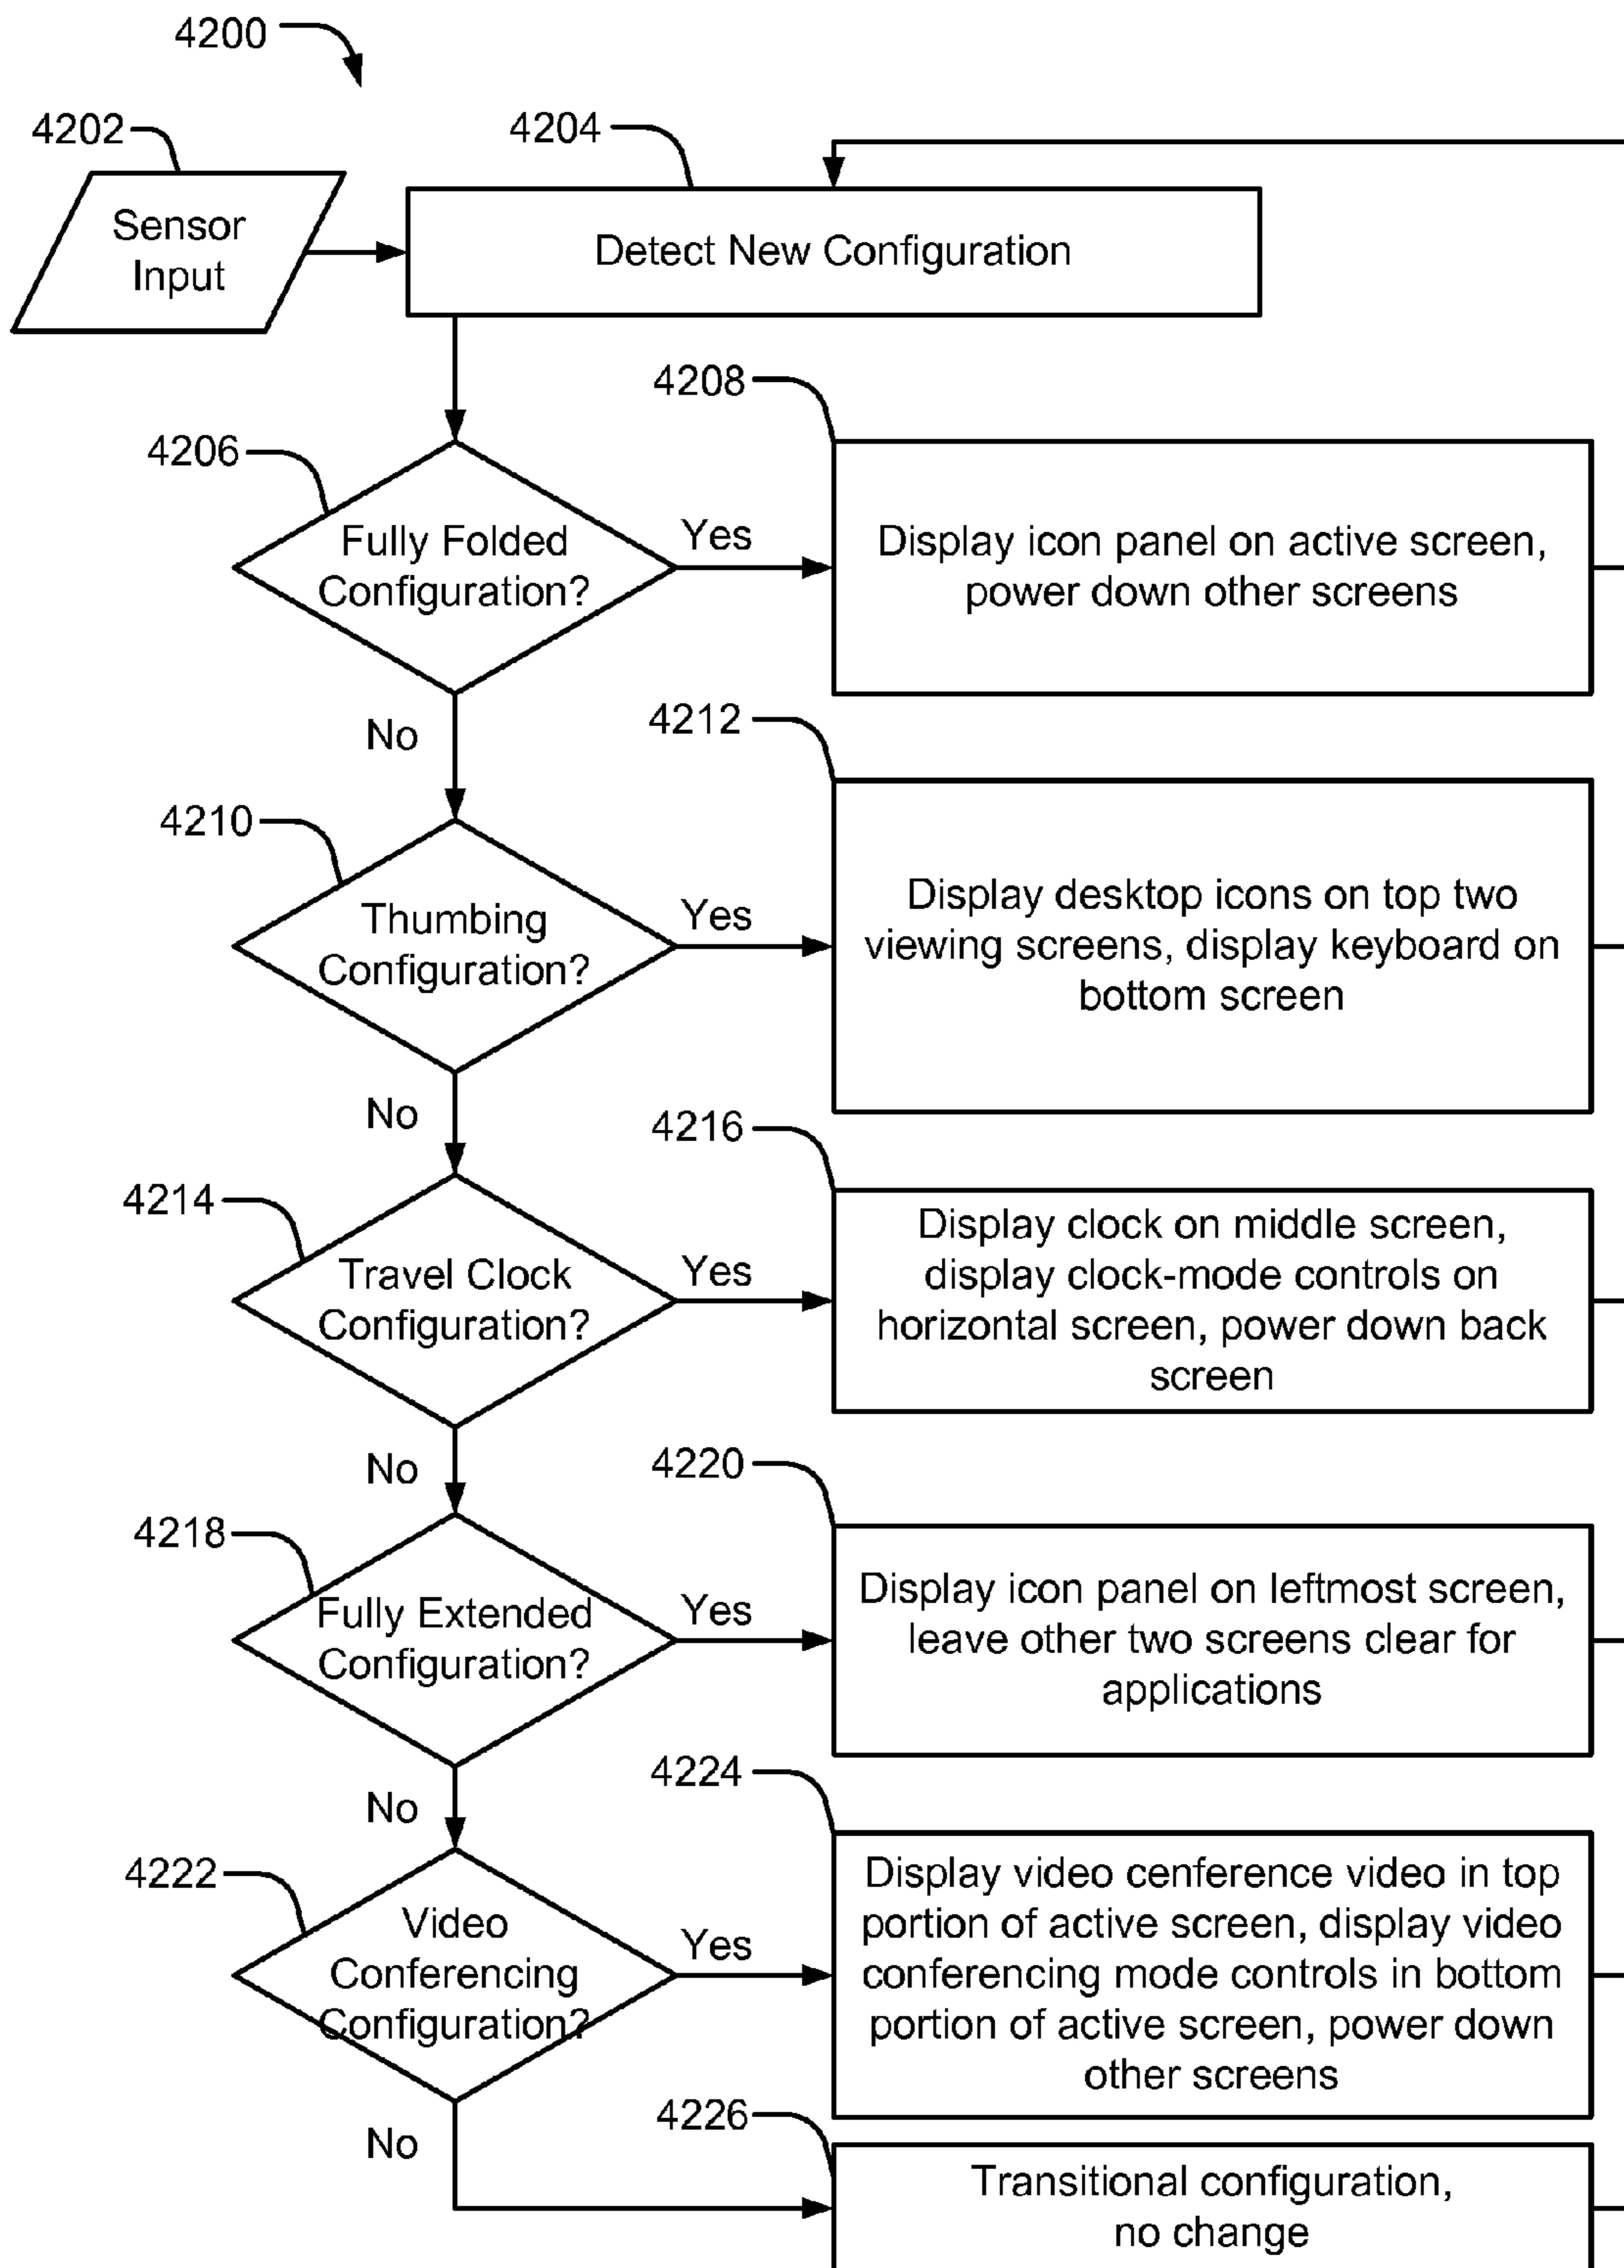 4200
4202
4204
Sensor
Input
Detect New Configuration
4206
4208
Fully Folded
Configuration?
Yes
Display icon panel on active screen,
power down other screens
No
4210
4212
Thumbing
Configuration?
Yes
Display desktop icons on top two
viewing screens, display keyboard on
bottom screen
No
4214
4216
Travel Clock
Configuration?
Yes
Display clock on middle screen,
display clock-mode controls on
horizontal screen, power down back
screen
No
4218
4220
Fully Extended
Configuration?
Yes
Display icon panel on leftmost screen,
leave other two screens clear for
applications
No
4222
4224
Video
Conferencing
Configuration?
Yes
Display video cenference video in top
portion of active screen, display video
conferencing mode controls in bottom
portion of active screen, power down
other screens
No
4226
Transitional configuration,
no change